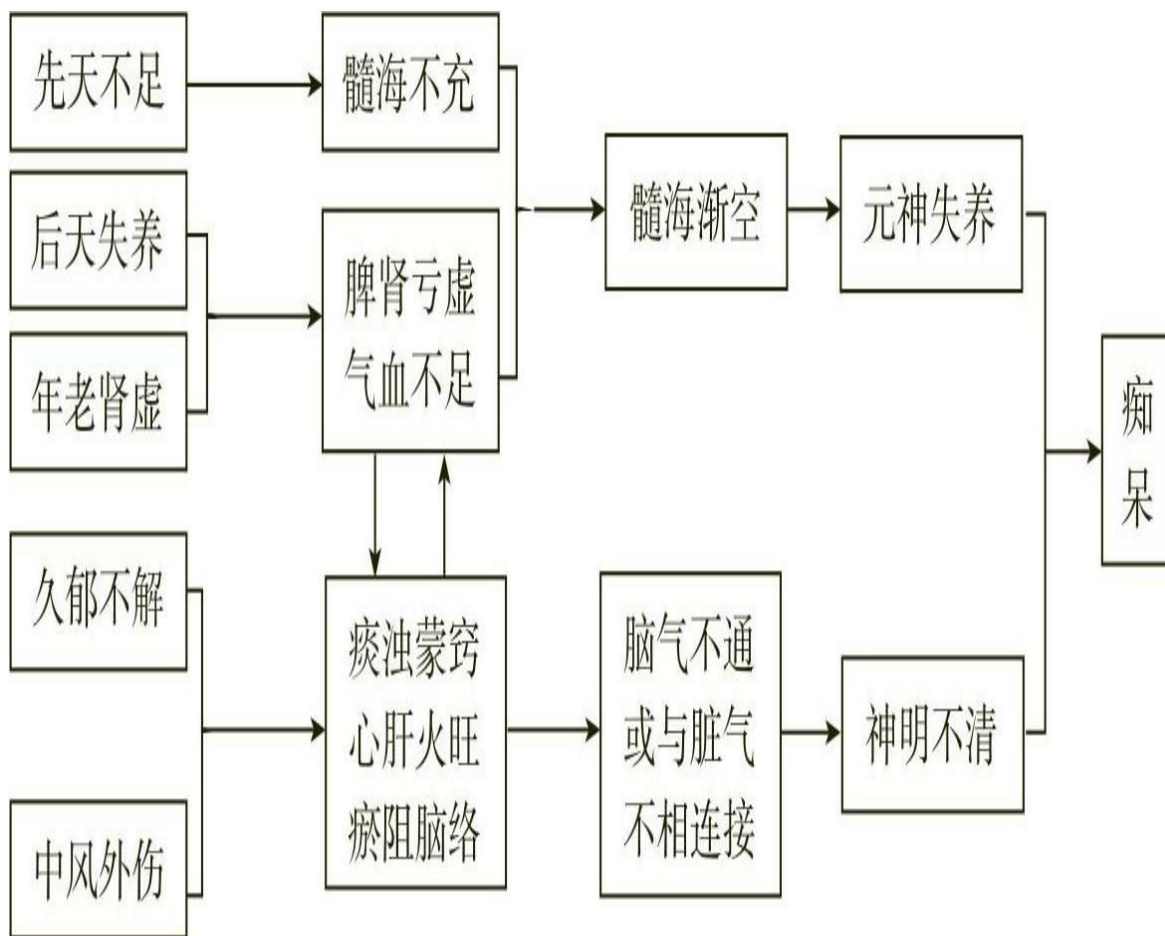 先天不足
髓海不充
后天失养
年老肾虚
脾肾亏虚
气血不足
髓海渐空
元神失养
久郁不解
中风外伤
痰浊蒙窍
心肝火旺
瘀阻脑络
脑气不通
或与脏气
不相连接
神明不清
痴
呆